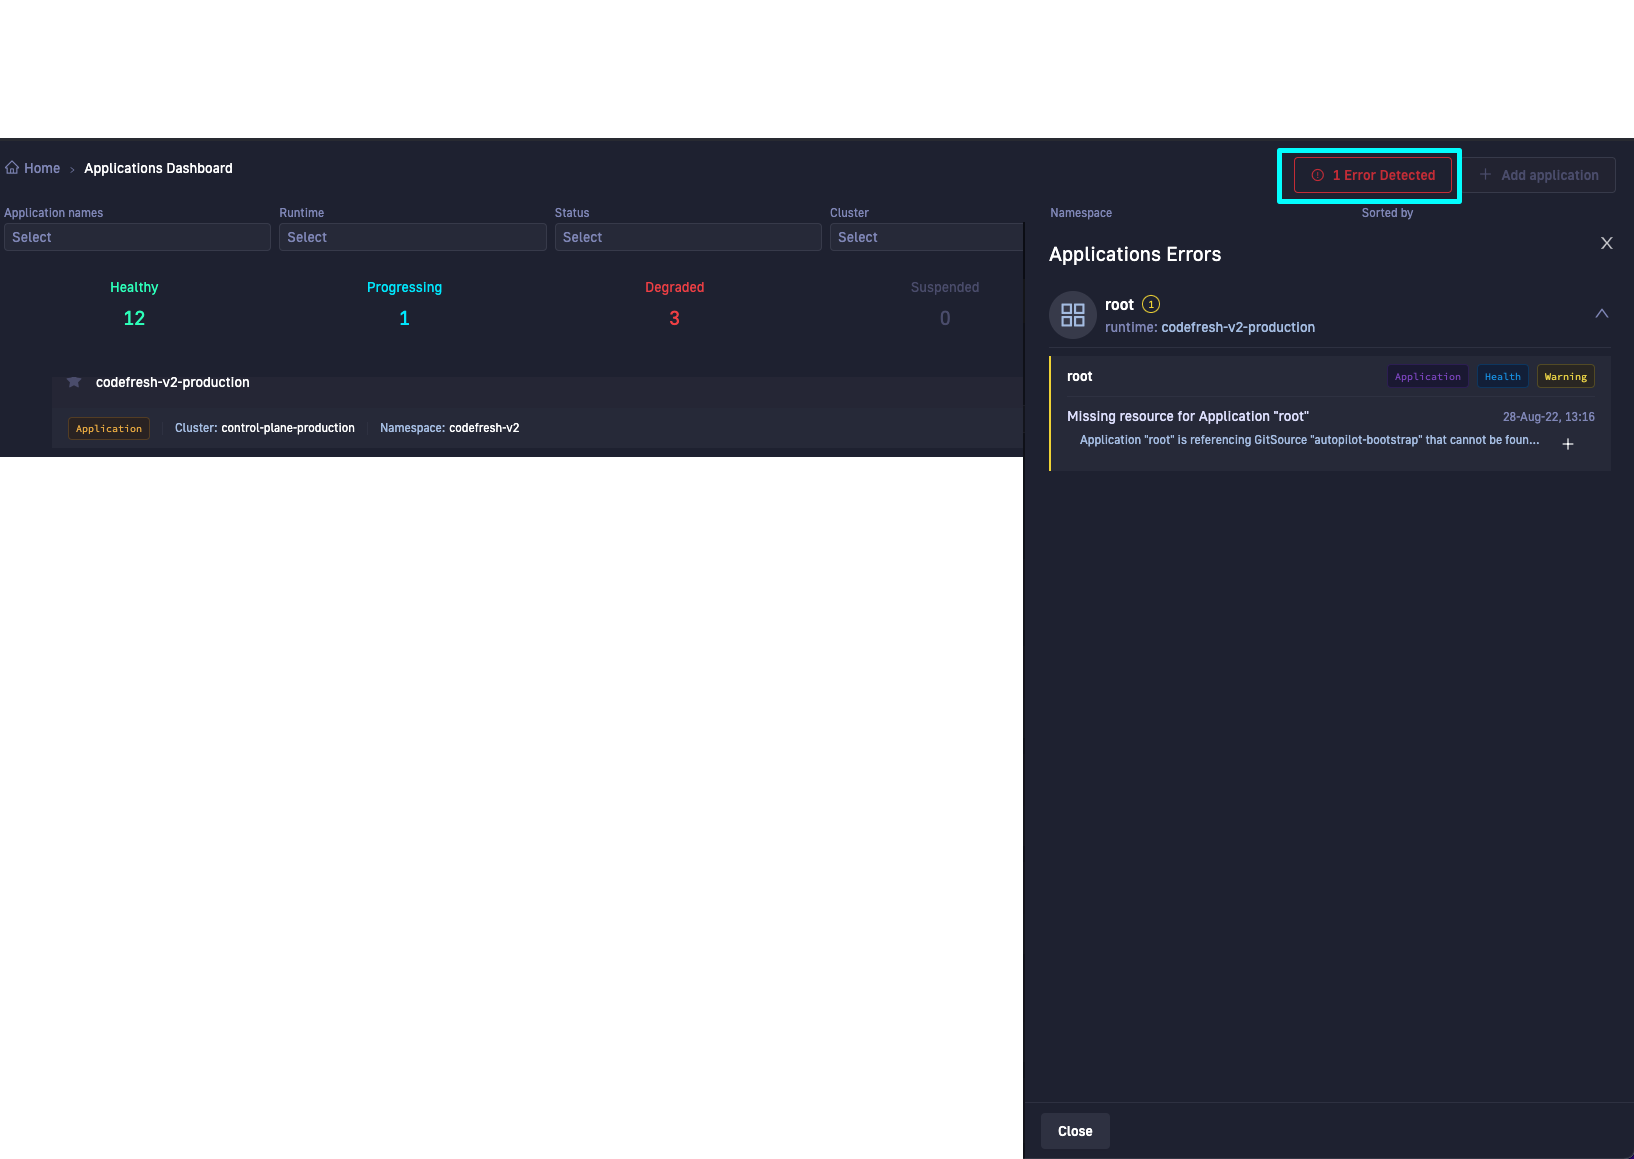 Home › Applications Dashboard
1 Error Detected
+ Add application
Application names
Runtime
Status
Cluster
Namespace
Sorted by
Select
Select
Select
Select
Healthy
Progressing
Degraded
Suspended
12
1
3
0
codefresh-v2-production
Application
Cluster: control-plane-production
Namespace: codefresh-v2
Applications Errors
X
root 1
runtime: codefresh-v2-production
root
Application
Health
Warning
Missing resource for Application "root"
28-Aug-22, 13:16
Application "root" is referencing GitSource "autopilot-bootstrap" that cannot be foun...
+
Close